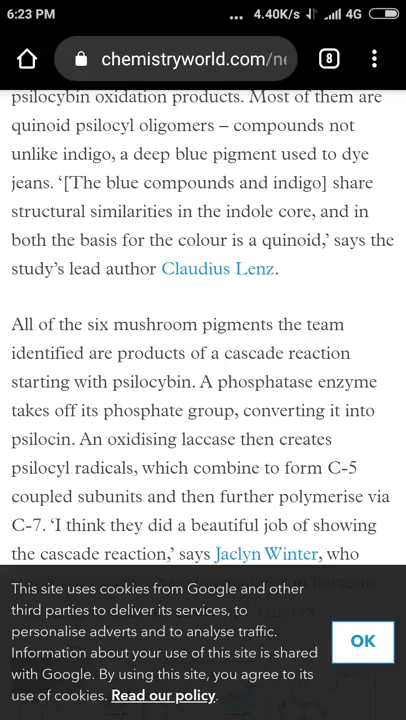 6:23 PM
... 4.40K/s 4G
chemistryworld.com/ne
8
psilocybin oxidation products. Most of them are
quinoid psilocyl oligomers – compounds not
unlike indigo, a deep blue pigment used to dye
jeans. ‘[The blue compounds and indigo] share
structural similarities in the indole core, and in
both the basis for the colour is a quinoid,’ says the
study’s lead author Claudius Lenz.
All of the six mushroom pigments the team
identified are products of a cascade reaction
starting with psilocybin. A phosphatase enzyme
takes off its phosphate group, converting it into
psilocin. An oxidising laccase then creates
psilocyl radicals, which combine to form C-5
coupled subunits and then further polymerise via
C-7. ‘I think they did a beautiful job of showing
the cascade reaction,’ says Jaclyn Winter, who
This site uses cookies from Google and other
third parties to deliver its services, to
personalise adverts and to analyse traffic.
Information about your use of this site is shared
with Google. By using this site, you agree to its
use of cookies. Read our policy.
OK